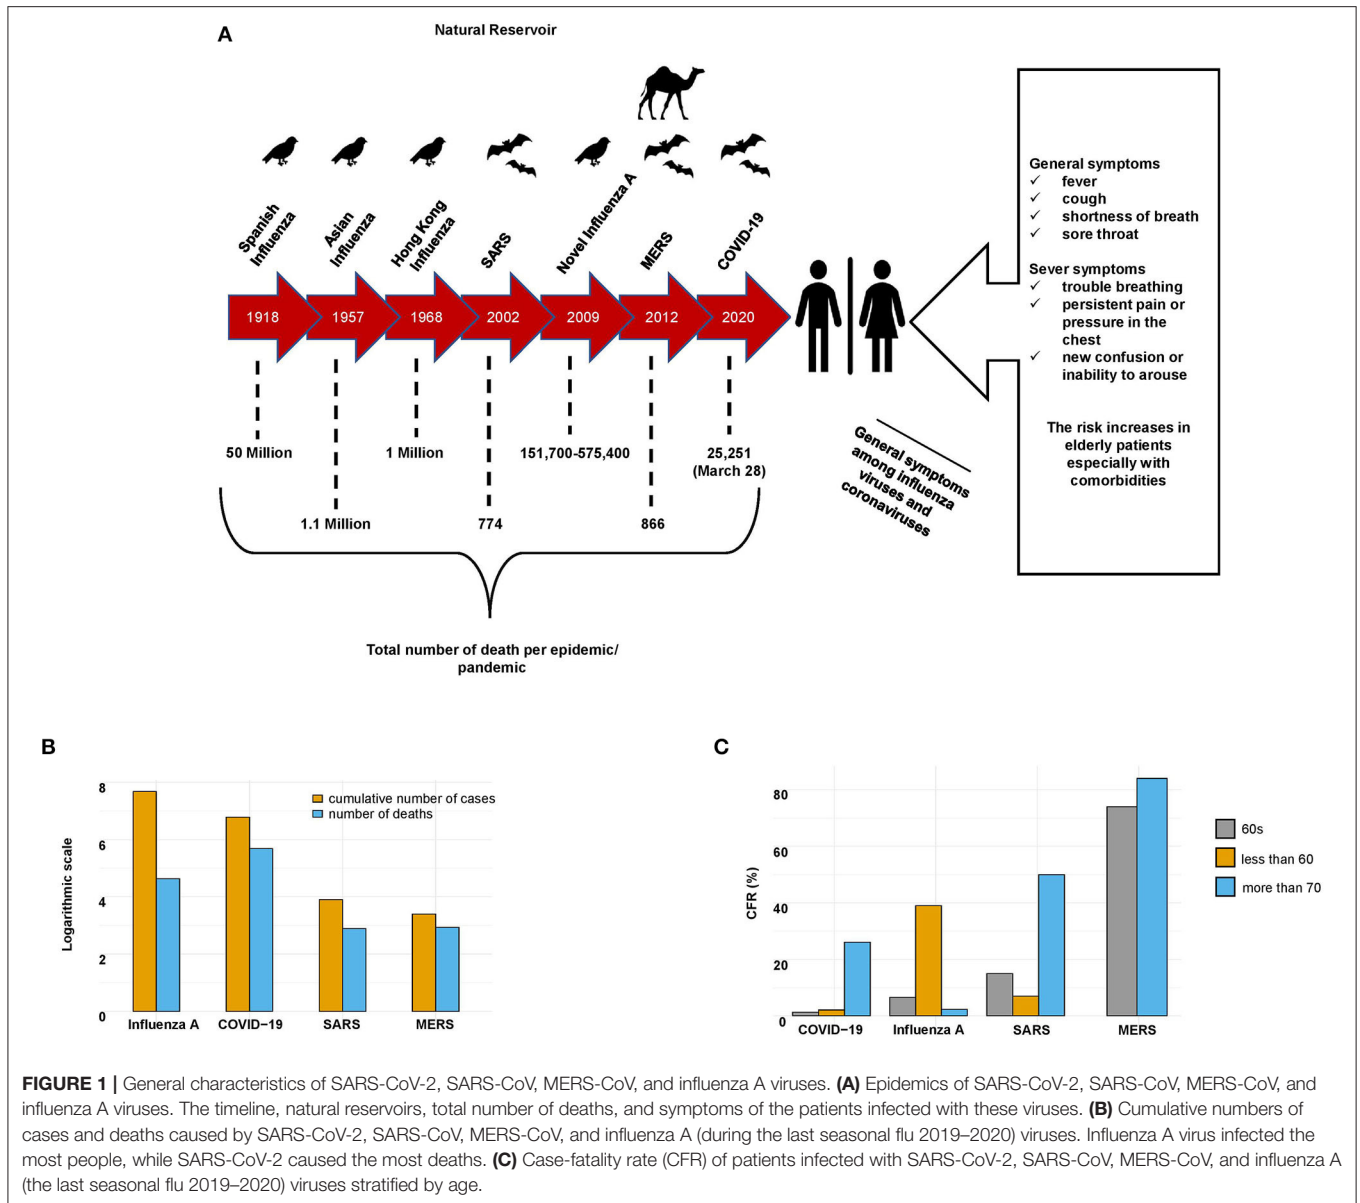 A
Natural Reservoir
Spanish
Influenza
Asian
Influenza
Hong Kong
Influenza
SARS
Novel Influenza A
MERS
COVID-19
1918
1957
1968
2002
2009
2012
2020
50 Million
1.1 Million
1 Million
774
151,700-575,400
866
25,251
(March 28)
Total number of death per epidemic/
pandemic
General symptoms
among influenza
viruses and
coronaviruses
General symptoms
✓ fever
✓ cough
✓ shortness of breath
✓ sore throat
Sever symptoms
✓ trouble breathing
✓ persistent pain or
pressure in the
chest
✓ new confusion or
inability to arouse
The risk increases in
elderly patients
especially with
comorbidities
B
Logarithmic scale
8
6
4
2
0
cumulative number of cases
number of deaths
Influenza A
COVID−19
SARS
MERS
C
CFR (%)
80
60
40
20
0
COVID−19
Influenza A
SARS
MERS
60s
less than 60
more than 70
FIGURE 1 | General characteristics of SARS-CoV-2, SARS-CoV, MERS-CoV, and influenza A viruses. (A) Epidemics of SARS-CoV-2, SARS-CoV, MERS-CoV, and
influenza A viruses. The timeline, natural reservoirs, total number of deaths, and symptoms of the patients infected with these viruses. (B) Cumulative numbers of
cases and deaths caused by SARS-CoV-2, SARS-CoV, MERS-CoV, and influenza A (during the last seasonal flu 2019–2020) viruses. Influenza A virus infected the
most people, while SARS-CoV-2 caused the most deaths. (C) Case-fatality rate (CFR) of patients infected with SARS-CoV-2, SARS-CoV, MERS-CoV, and influenza A
(the last seasonal flu 2019–2020) viruses stratified by age.